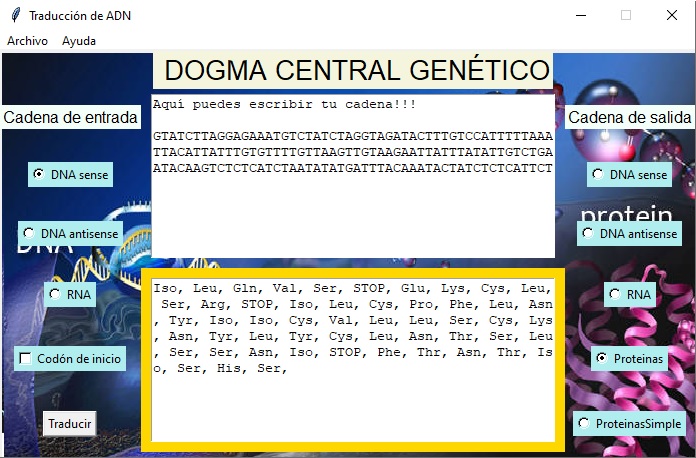 Traducción de ADN
Archivo Ayuda
DOGMA CENTRAL GENÉTICO
Cadena de entrada
Aquí puedes escribir tu cadena!!!
Cadena de salida
GTATCTTAGGAGAAATGTCTATCTAGGTAGATACTTTGTCCATTTTTAAA
TTACATTATTTGTGTTTTGTTAAGTTGTAAGAATTATTTATATTGTCTGA
ATACAAGTCTCTCATCTAATATATGATTTACAAATACTATCTCTCATTCT
DNA sense
DNA sense
protein
DNA
DNA antisense
DNA antisense
RNA
RNA
Iso, Leu, Gln, Val, Ser, STOP, Glu, Lys, Cys, Leu,
Ser, Arg, STOP, Iso, Leu, Cys, Pro, Phe, Leu, Asn
, Tyr, Iso, Iso, Cys, Val, Leu, Leu, Ser, Cys, Lys
, Asn, Tyr, Leu, Tyr, Cys, Leu, Asn, Thr, Ser, Leu
, Ser, Ser, Asn, Iso, STOP, Phe, Thr, Asn, Thr, Is
o, Ser, His, Ser,
Codón de inicio
Proteinas
Traducir
ProteinasSimple